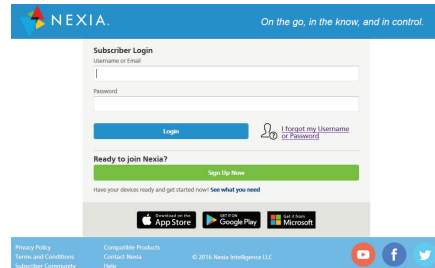 NEXIA.
On the go, in the know, and in control.
Subscriber Login
Username or Email
Password
Login
I forgot my Username
or Password
Ready to join Nexia?
Sign Up Now
Have your devices ready and get started now! See what you need
Download on the
App Store
GET IT ON
Google Play
Get it from
Microsoft
Privacy Policy
Terms and Conditions
Subscriber Community
Compatible Products
Contact Nexia
Help
© 2016 Nexia Intelligence LLC